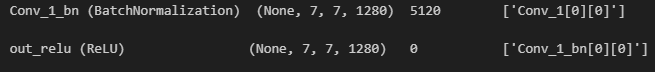 Conv_1_bn (BatchNormalization) (None, 7, 7, 1280) 5120 ['Conv_1[0][0]']
out_relu (ReLU) (None, 7, 7, 1280) 0 ['Conv_1_bn[0][0]']